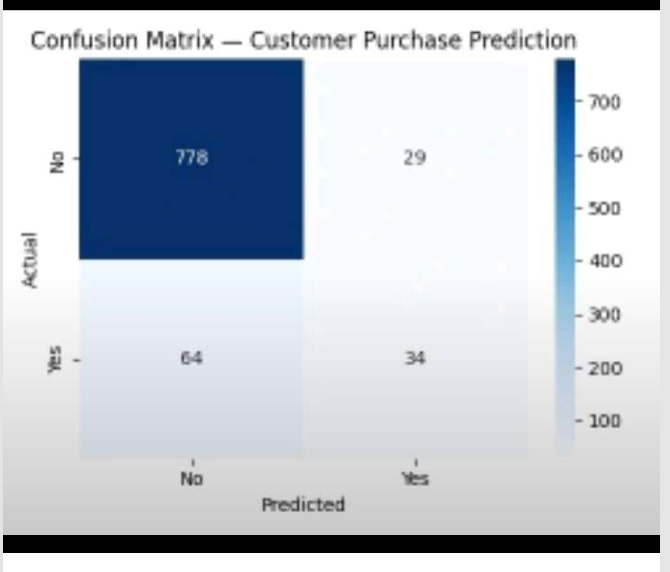 Confusion Matrix — Customer Purchase Prediction
700
No
778
29
600
500
Actual
400
300
Yes
64
34
200
100
No
Yes
Predicted